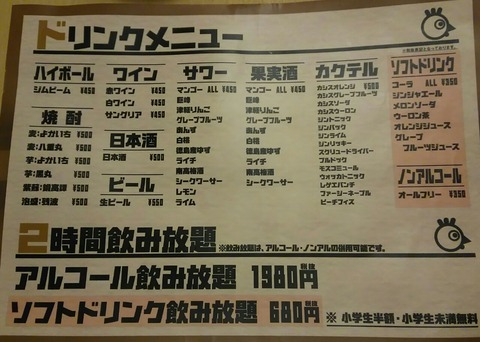 ドリンクメニュー
ハイボール
ジムビーム ¥450
焼酎
麦:よかいち ¥500
麦:八重丸 ¥500
芋:よかいち ¥500
芋:黒丸 ¥500
紫蘇:鍛高譚 ¥500
泡盛:残波 ¥500
ワイン
赤ワイン ¥450
白ワイン ¥450
サングリア ¥450
日本酒
日本酒 ¥500
ビール
生ビール ¥550
サワー
マンゴー ALL ¥450
巨峰
津軽りんご
グレープフルーツ
あんず
白桃
徳島産ゆず
ライチ
南高梅酒
シークワーサー
レモン
ライム
果実酒
マンゴー ALL ¥450
巨峰
津軽りんご
グレープフルーツ
あんず
白桃
徳島産ゆず
ライチ
南高梅酒
シークワーサー
カクテル
カシスオレンジ ¥500
カシスグレープフルーツ
カシスソーダ
カシスウーロン
ジントニック
ジンバック
ジンライム
ジンリッキー
スクリュードライバー
ブルドック
モスコミュール
ウォッカトニック
レゲエパンチ
ファージーネーブル
ピーチフィズ
ソフトドリンク
コーラ ALL ¥350
ジンジャエール
メロンソーダ
ウーロン茶
オレンジジュース
グレープ
フルーツジュース
ノンアルコール
オールフリー ¥350
2時間飲み放題
※飲み放題は、アルコール・ノンアルの併用可能です。
アルコール飲み放題 1980円税抜
ソフトドリンク飲み放題 680円税抜
※ 小学生半額・小学生未満無料